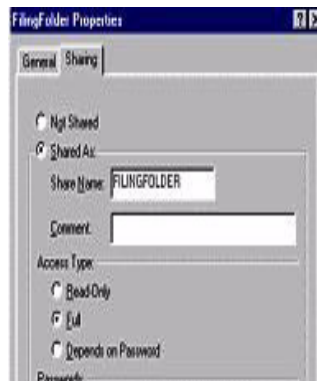 FilingFolder Properties
General Sharing
Not Shared
Shared As:
Share Name: FILINGFOLDER
Comment:
Access Type:
Read-Only
Full
Depends on Password
Passwords: